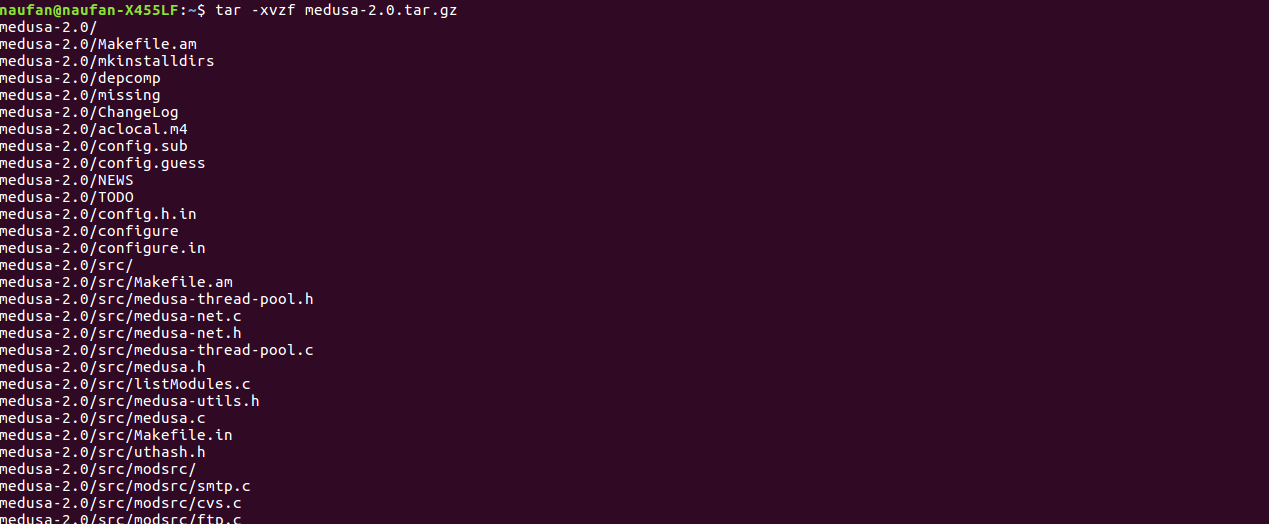 naufan@naufan-X455LF:~$ tar -xvzf medusa-2.0.tar.gz
medusa-2.0/
medusa-2.0/Makefile.am
medusa-2.0/mkinstalldirs
medusa-2.0/depcomp
medusa-2.0/missing
medusa-2.0/ChangeLog
medusa-2.0/aclocal.m4
medusa-2.0/config.sub
medusa-2.0/config.guess
medusa-2.0/NEWS
medusa-2.0/TODO
medusa-2.0/config.h.in
medusa-2.0/configure
medusa-2.0/configure.in
medusa-2.0/src/
medusa-2.0/src/Makefile.am
medusa-2.0/src/medusa-thread-pool.h
medusa-2.0/src/medusa-net.c
medusa-2.0/src/medusa-net.h
medusa-2.0/src/medusa-thread-pool.c
medusa-2.0/src/medusa.h
medusa-2.0/src/listModules.c
medusa-2.0/src/medusa-utils.h
medusa-2.0/src/medusa.c
medusa-2.0/src/Makefile.in
medusa-2.0/src/uthash.h
medusa-2.0/src/modsrc/
medusa-2.0/src/modsrc/smtp.c
medusa-2.0/src/modsrc/cvs.c
medusa-2.0/src/modsrc/ftp.c